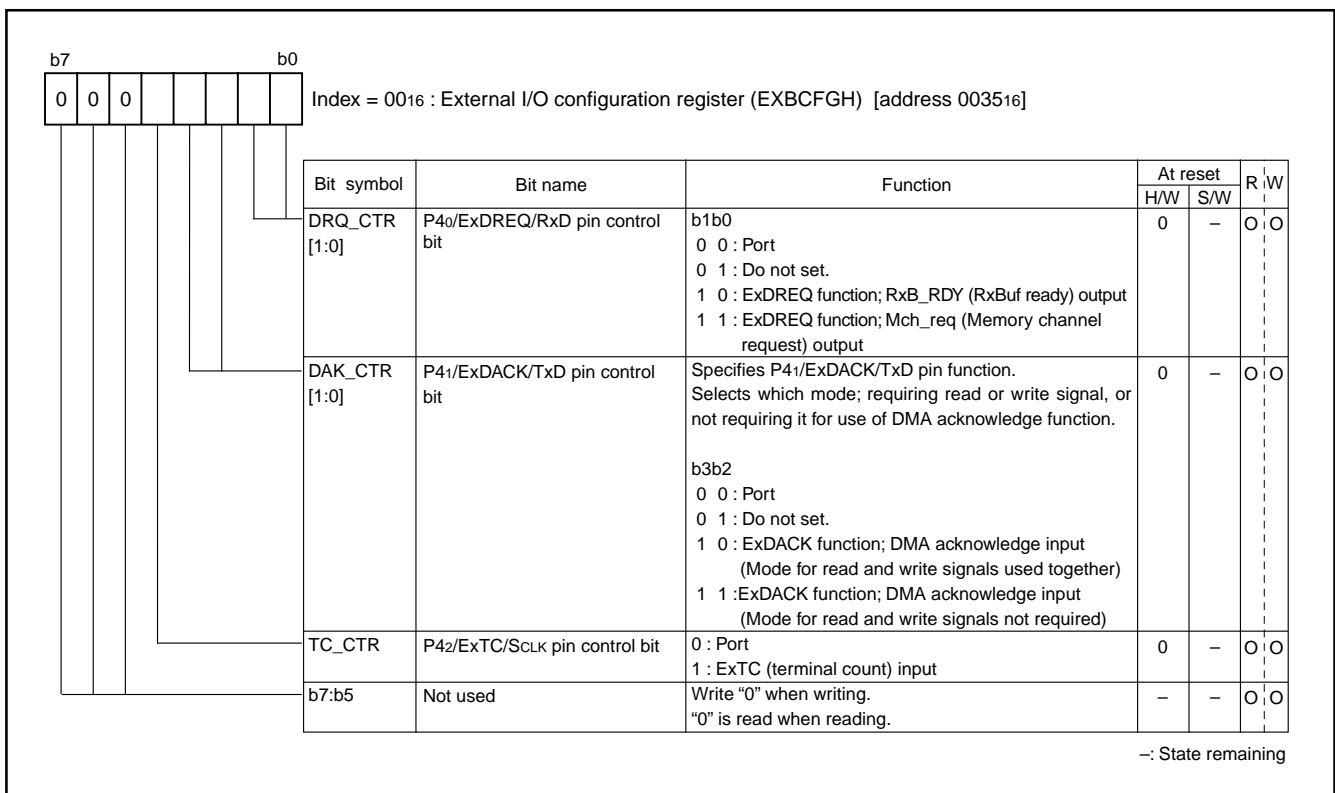 b7 b0
0 0 0 Index = 0016 : External I/O configuration register (EXBCFGH) [address 003516]
Bit symbol Bit name Function At reset R W
H/W S/W
DRQ_CTR P40/ExDREQ/RxD pin control b1b0 0 – O O
[1:0] bit 0 0 : Port
0 1 : Do not set.
1 0 : ExDREQ function; RxB_RDY (RxBuf ready) output
1 1 : ExDREQ function; Mch_req (Memory channel
request) output
DAK_CTR P41/ExDACK/TxD pin control Specifies P41/ExDACK/TxD pin function. 0 – O O
[1:0] bit Selects which mode; requiring read or write signal, or
not requiring it for use of DMA acknowledge function.
b3b2
0 0 : Port
0 1 : Do not set.
1 0 : ExDACK function; DMA acknowledge input
(Mode for read and write signals used together)
1 1 :ExDACK function; DMA acknowledge input
(Mode for read and write signals not required)
TC_CTR P42/ExTC/SCLK pin control bit 0 : Port 0 – O O
1 : ExTC (terminal count) input
b7:b5 Not used Write “0” when writing. – – O O
“0” is read when reading.
–: State remaining